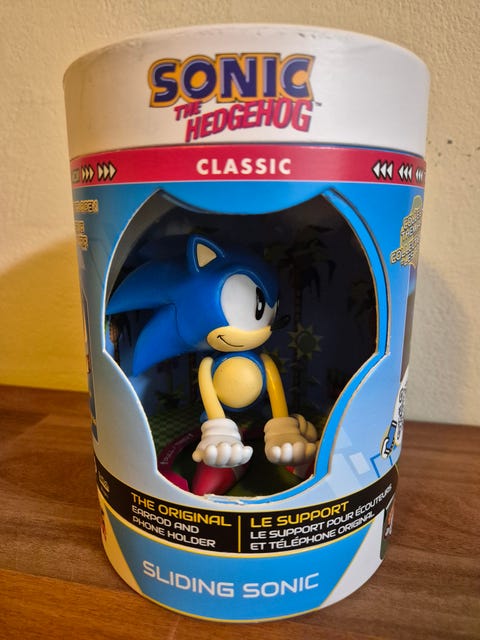 SONIC
THE
HEDGEHOG™
CLASSIC
THE ORIGINAL
EARPOD AND
PHONE HOLDER
LE SUPPORT
LE SUPPORT POUR ÉCOUTEURS
ET TÉLÉPHONE ORIGINAL
SLIDING SONIC